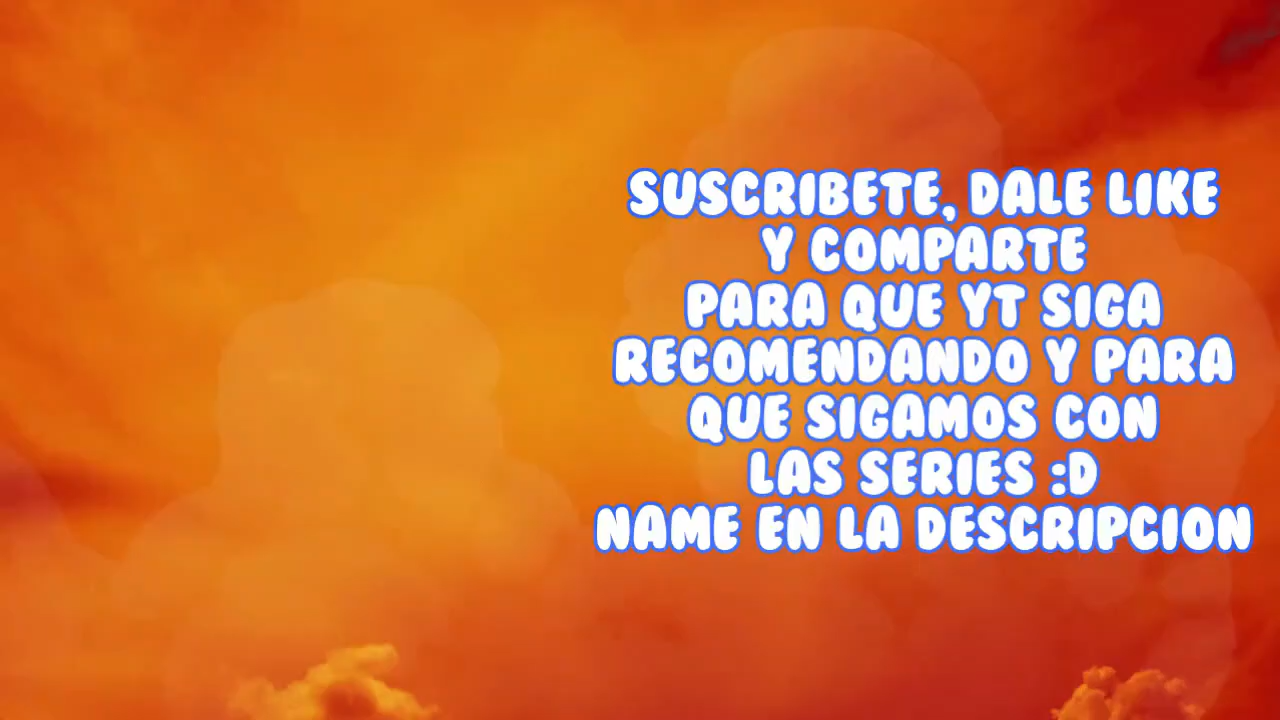 SUSCRIBETE, DALE LIKE
Y COMPARTE
PARA QUE YT SIGA
RECOMENDANDO Y PARA
QUE SIGAMOS CON
LAS SERIES :D
NAME EN LA DESCRIPCION